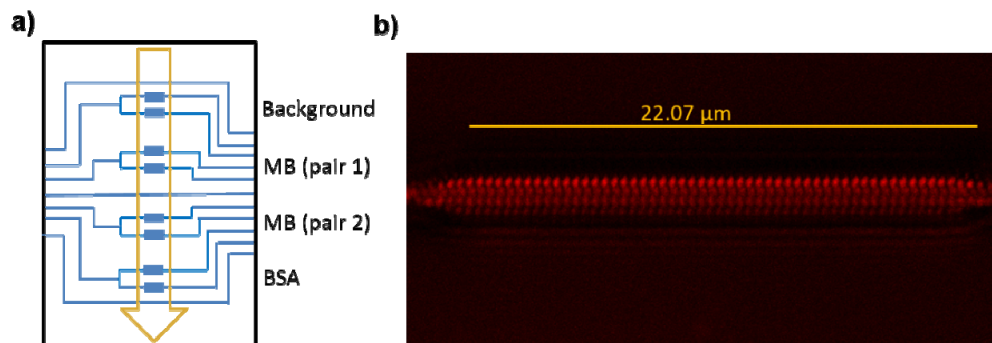 a)
Background
MB (pair 1)
MB (pair 2)
BSA
b)
22.07 µm